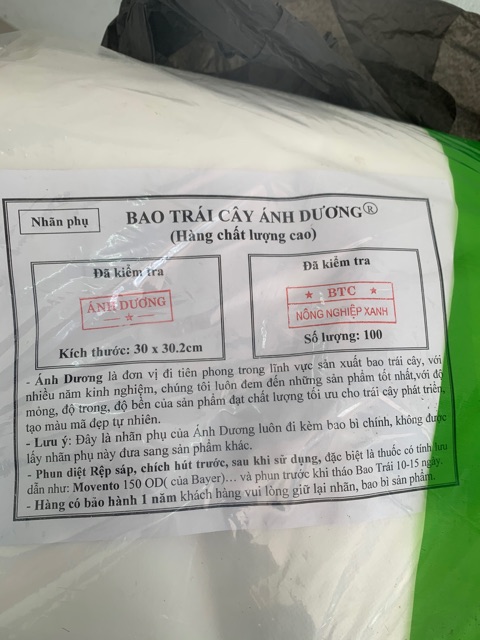 Nhãn phụ
BAO TRÁI CÂY ÁNH DƯƠNG®
(Hàng chất lượng cao)
Đã kiểm tra
ÁNH DƯƠNG
Kích thước: 30 x 30.2cm
Đã kiểm tra
BTC
NÔNG NGHIỆP XANH
Số lượng: 100
- Ánh Dương là đơn vị đi tiên phong trong lĩnh vực sản xuất bao trái cây, với
nhiều năm kinh nghiệm, chúng tôi luôn đem đến những sản phẩm tốt nhất,với độ
mỏng, độ trong, độ bền của sản phẩm đạt chất lượng tối ưu cho trái cây phát triển,
tạo màu mã đẹp tự nhiên.
- Lưu ý: Đây là nhãn phụ của Ánh Dương luôn đi kèm bao bì chính, không được
lấy nhãn phụ này đưa sang sản phẩm khác.
- Phun diệt Rệp sáp, chích hút trước, sau khi sử dụng, đặc biệt là thuốc có tính lưu
dẫn như: Movento 150 OD( của Bayer)... và phun trước khi tháo Bao Trái 10-15 ngày.
- Hàng có bảo hành 1 năm khách hàng vui lòng giữ lại nhãn, bao bì sản phẩm.